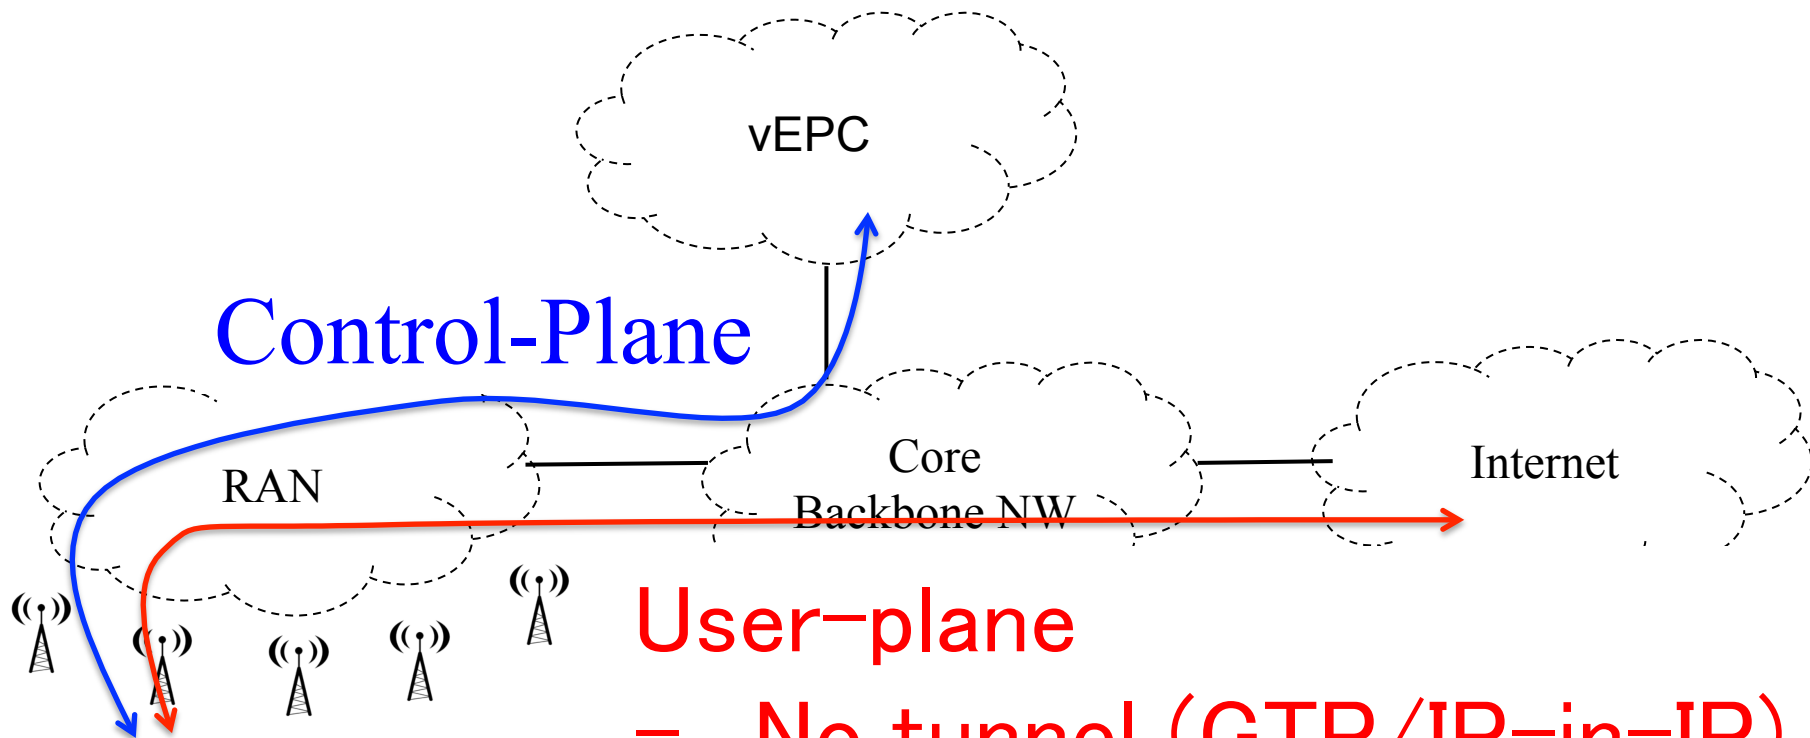 vEPC
Control-Plane
RAN
Core
Backbone NW
Internet
User-plane
- No tunnel (GTP/IP-in-IP)